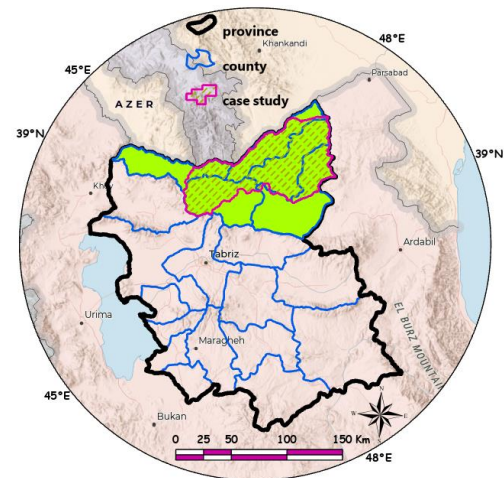 province
county
case study
Khankandi
48°E
45°E
Parsabad
AZER
39°N
39°N
Khoy
Ardabil
Tabriz
Urima
EL BURZ MOUNTAIN
Maragheh
45°E
Bukan
N
W
E
S
0 25 50 100 150 Km
48°E